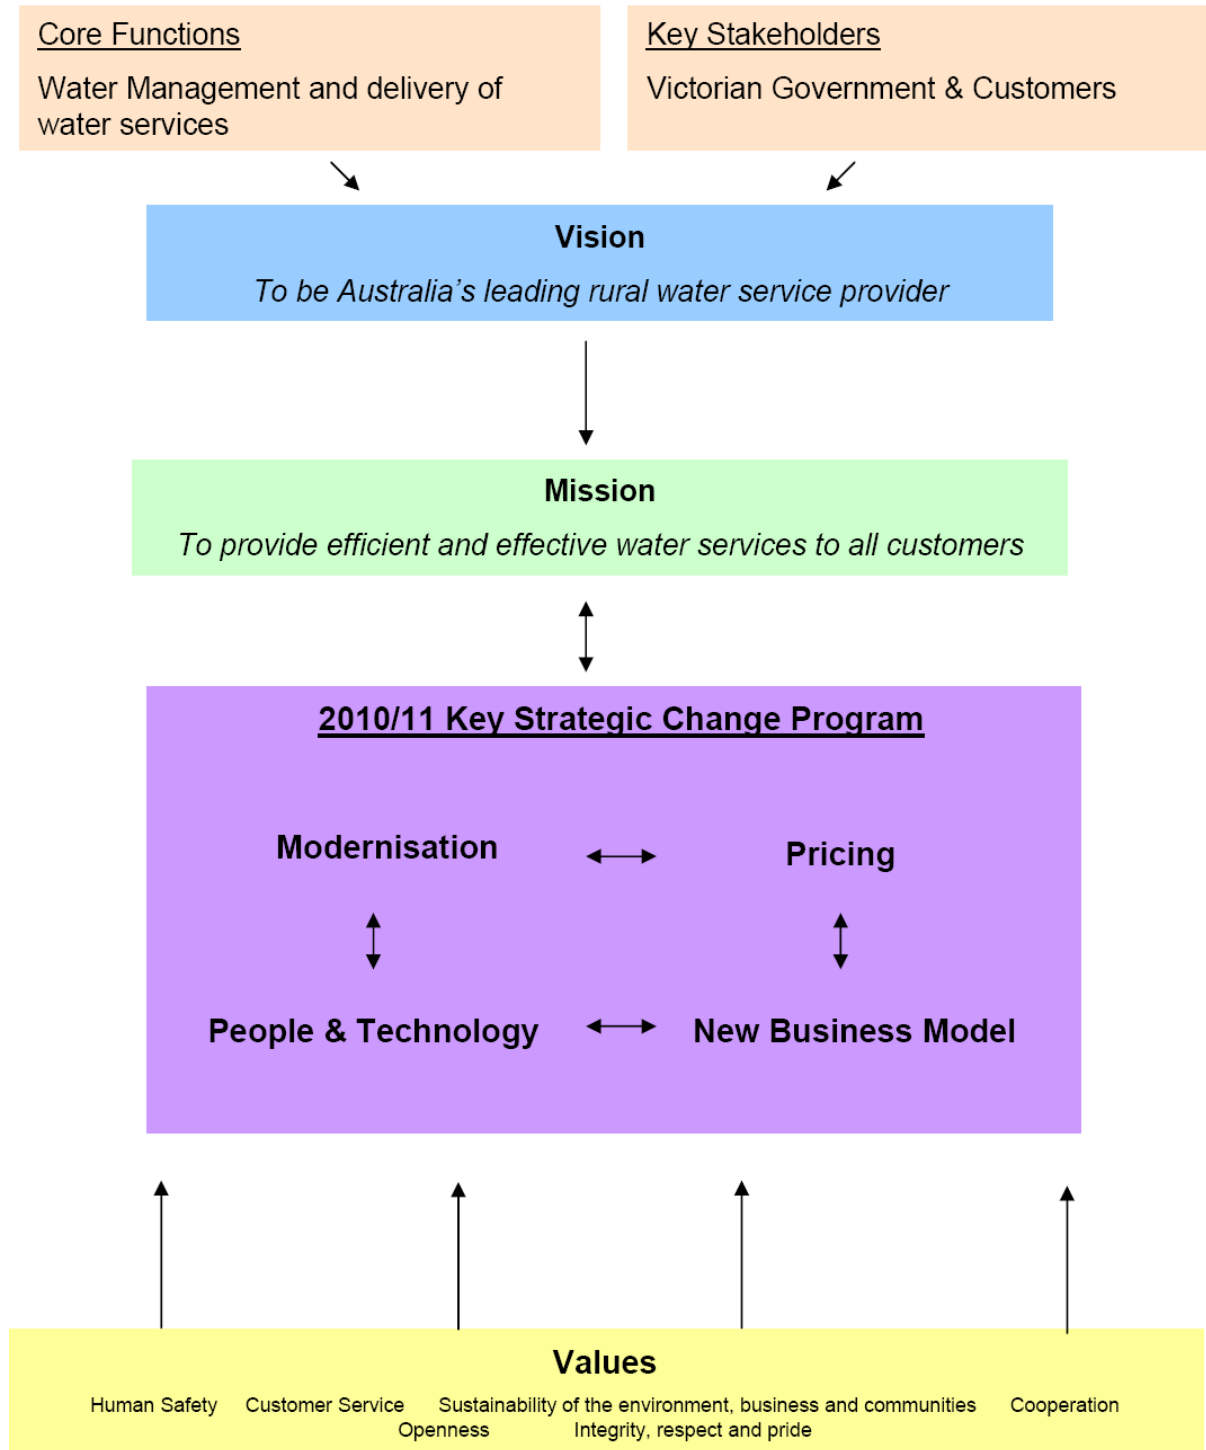 Core Functions
Water Management and delivery of
water services
Key Stakeholders
Victorian Government & Customers
Vision
To be Australia's leading rural water service provider
Mission
To provide efficient and effective water services to all customers
2010/11 Key Strategic Change Program
Modernisation
Pricing
People & Technology
New Business Model
Values
Human Safety Customer Service Sustainability of the environment, business and communities Cooperation
Openness Integrity, respect and pride